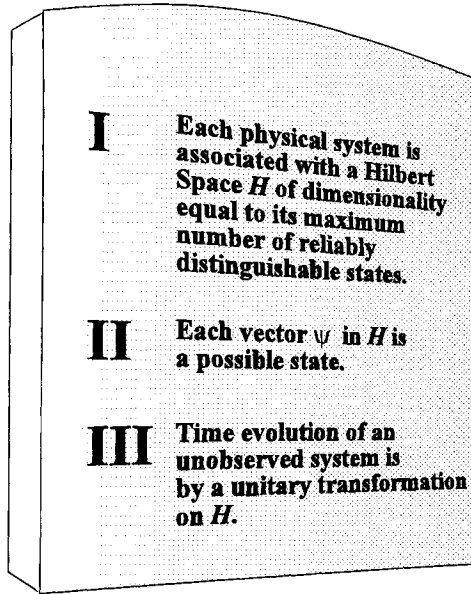 I Each physical system is
associated with a Hilbert
Space H of dimensionality
equal to its maximum
number of reliably
distinguishable states.
II Each vector ψ in H is
a possible state.
III Time evolution of an
unobserved system is
by a unitary transformation
on H.